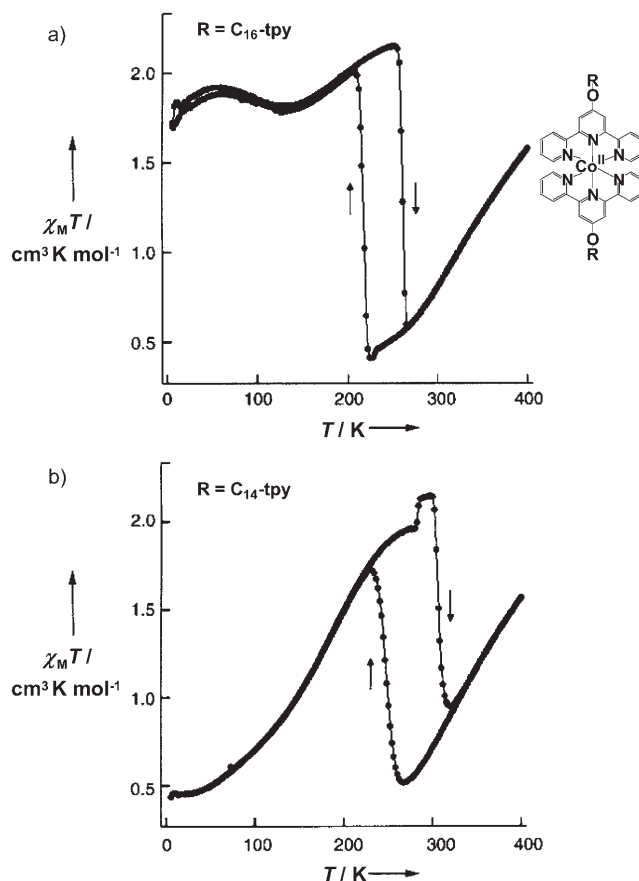 a)
R = C₁₆-tpy
2.0
1.5
1.0
0.5
χ_M T /
cm³ K mol⁻¹
0 100 200 300 400
T / K
R
O
N N N
Co^II
N N N
O
R
b)
R = C₁₄-tpy
2.0
1.5
1.0
0.5
χ_M T /
cm³ K mol⁻¹
0 100 200 300 400
T / K